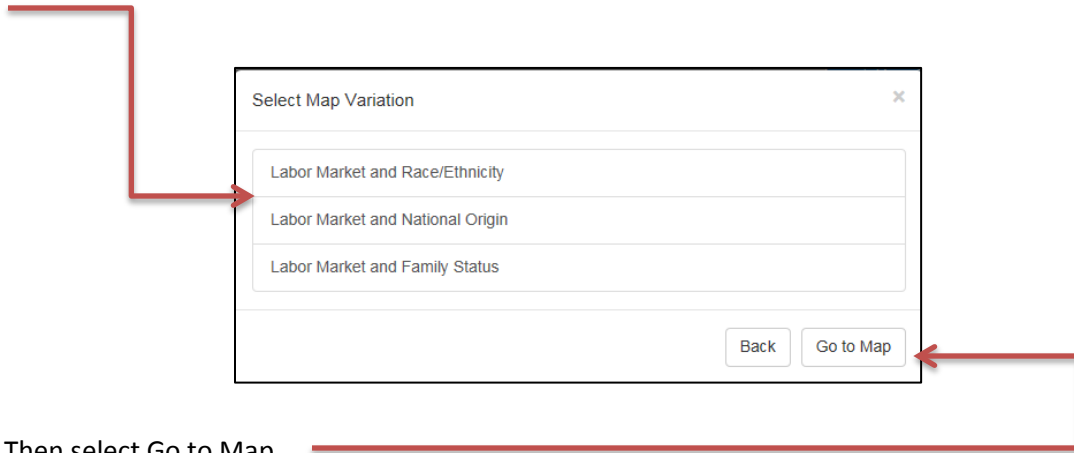 Select Map Variation ×
Labor Market and Race/Ethnicity
Labor Market and National Origin
Labor Market and Family Status
Back Go to Map
Then select Go to Map